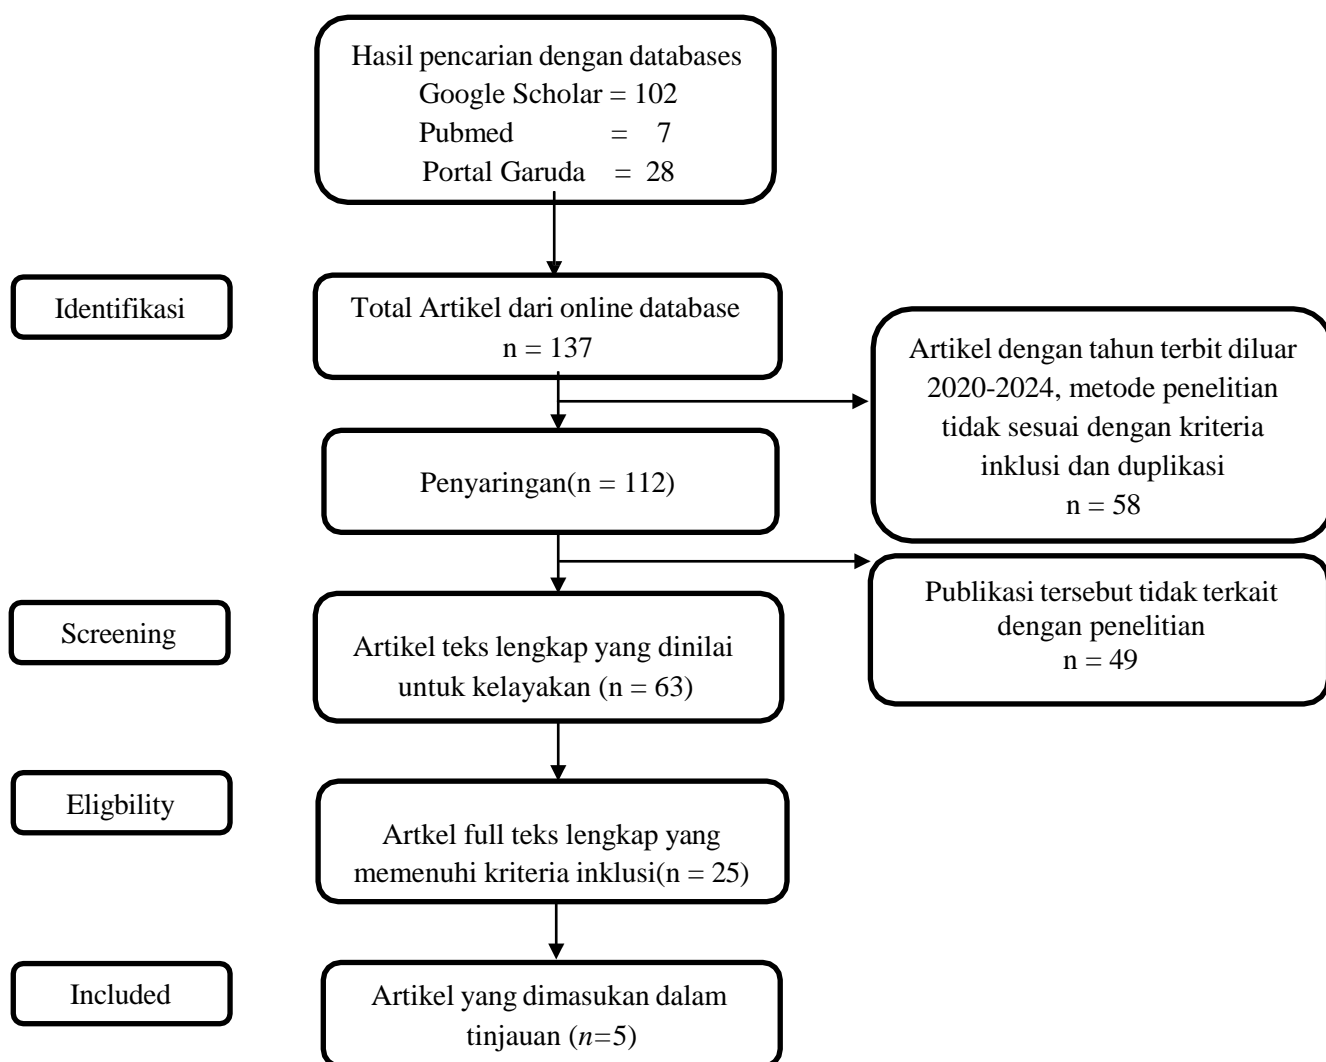 Hasil pencarian dengan databases
Google Scholar = 102
Pubmed = 7
Portal Garuda = 28
Identifikasi
Total Artikel dari online database
n = 137
Artikel dengan tahun terbit diluar
2020-2024, metode penelitian
tidak sesuai dengan kriteria
inklusi dan duplikasi
n = 58
Penyaringan(n = 112)
Publikasi tersebut tidak terkait
dengan penelitian
n = 49
Screening
Artikel teks lengkap yang dinilai
untuk kelayakan (n = 63)
Eligbility
Artkel full teks lengkap yang
memenuhi kriteria inklusi(n = 25)
Included
Artikel yang dimasukan dalam
tinjauan (n=5)